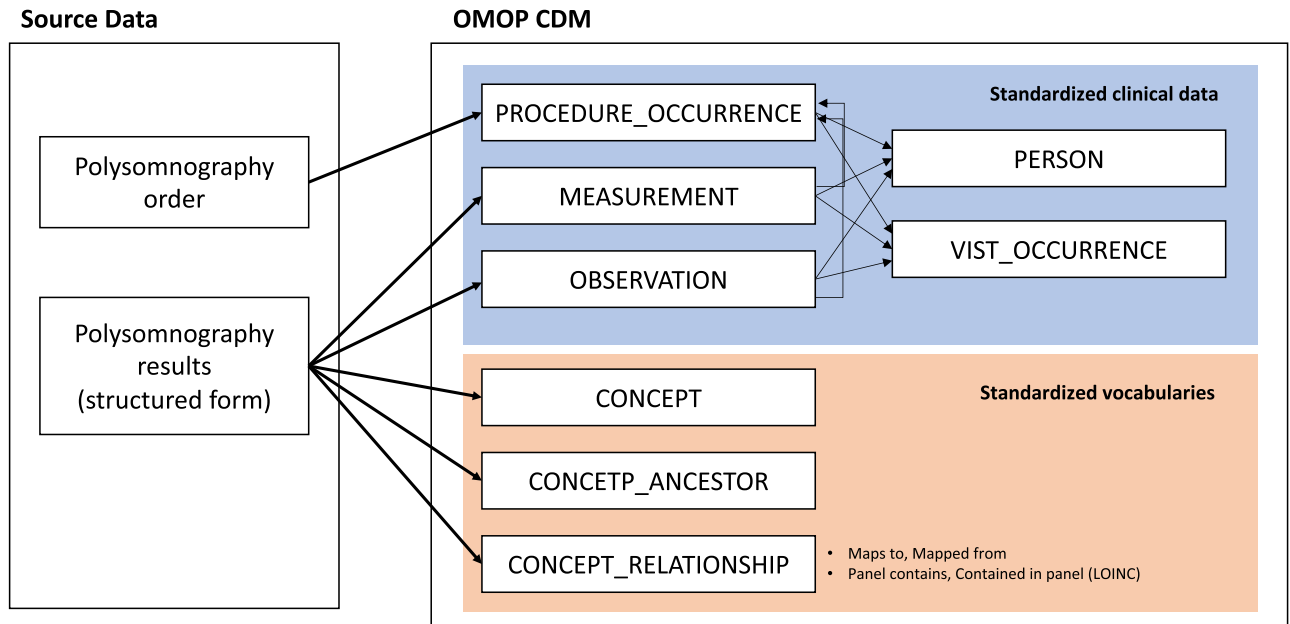 Source Data
OMOP CDM
Polysomnography
order
Polysomnography
results
(structured form)
Standardized clinical data
PROCEDURE_OCCURRENCE
MEASUREMENT
OBSERVATION
PERSON
VIST_OCCURRENCE
Standardized vocabularies
CONCEPT
CONCETP_ANCESTOR
CONCEPT_RELATIONSHIP
• Maps to, Mapped from
• Panel contains, Contained in panel (LOINC)